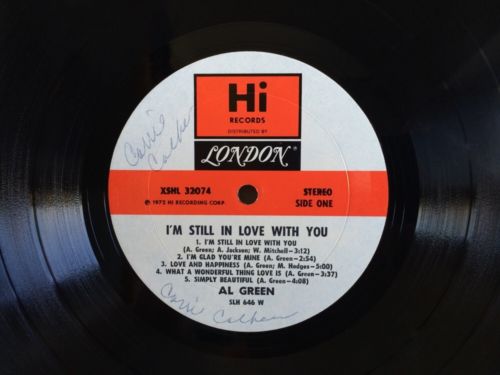 Hi
RECORDS
DISTRIBUTED BY
LONDON
Carrie
XSHL 32074
STEREO
℗ 1972 HI RECORDING CORP.
SIDE ONE
I'M STILL IN LOVE WITH YOU
1. I'M STILL IN LOVE WITH YOU
(A. Green; A. Jackson; W. Mitchell—3:12)
2. I'M GLAD YOU'RE MINE (A. Green—2:54)
3. LOVE AND HAPPINESS (A. Green; M. Hodges—5:00)
4. WHAT A WONDERFUL THING LOVE IS (A. Green—3:37)
5. SIMPLY BEAUTIFUL (A. Green—4:08)
AL GREEN
SLH 646 W